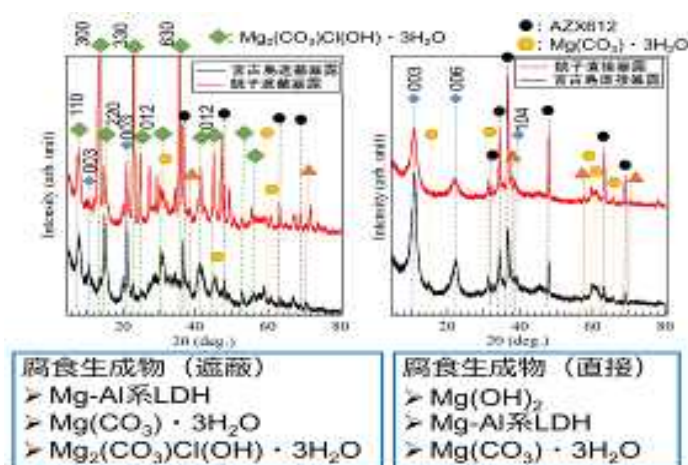 300 330 630
: Mg₂(CO₃)Cl(OH)・3H₂O
: AZX612
: Mg(CO₃)・3H₂O
宮古島遮蔽暴露
銚子遮蔽暴露
110
003
220
003
012
012
Intensity (arb. unit)
20 40 60 80
2θ (deg.)
銚子直接暴露
宮古島直接暴露
003
006
104
Intensity (arb. unit)
20 40 60 80
2θ (deg.)
腐食生成物（遮蔽）
Mg-Al系LDH
Mg(CO₃)・3H₂O
Mg₂(CO₃)Cl(OH)・3H₂O
腐食生成物（直接）
Mg(OH)₂
Mg-Al系LDH
Mg(CO₃)・3H₂O